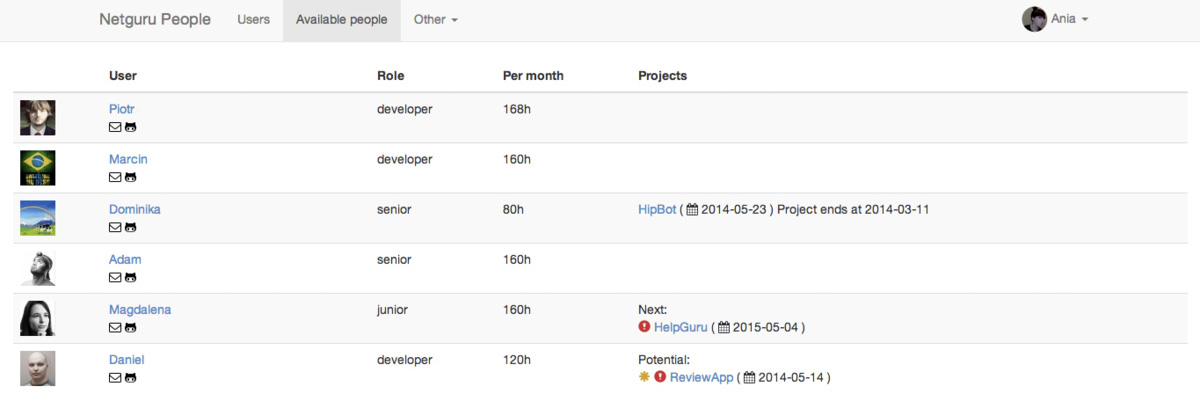 Netguru People Users Available people Other Ania
User Role Per month Projects
Piotr developer 168h
Marcin developer 160h
Dominika senior 80h HipBot ( 2014-05-23 ) Project ends at 2014-03-11
Adam senior 160h
Magdalena junior 160h Next:
HelpGuru ( 2015-05-04 )
Daniel developer 120h Potential:
ReviewApp ( 2014-05-14 )